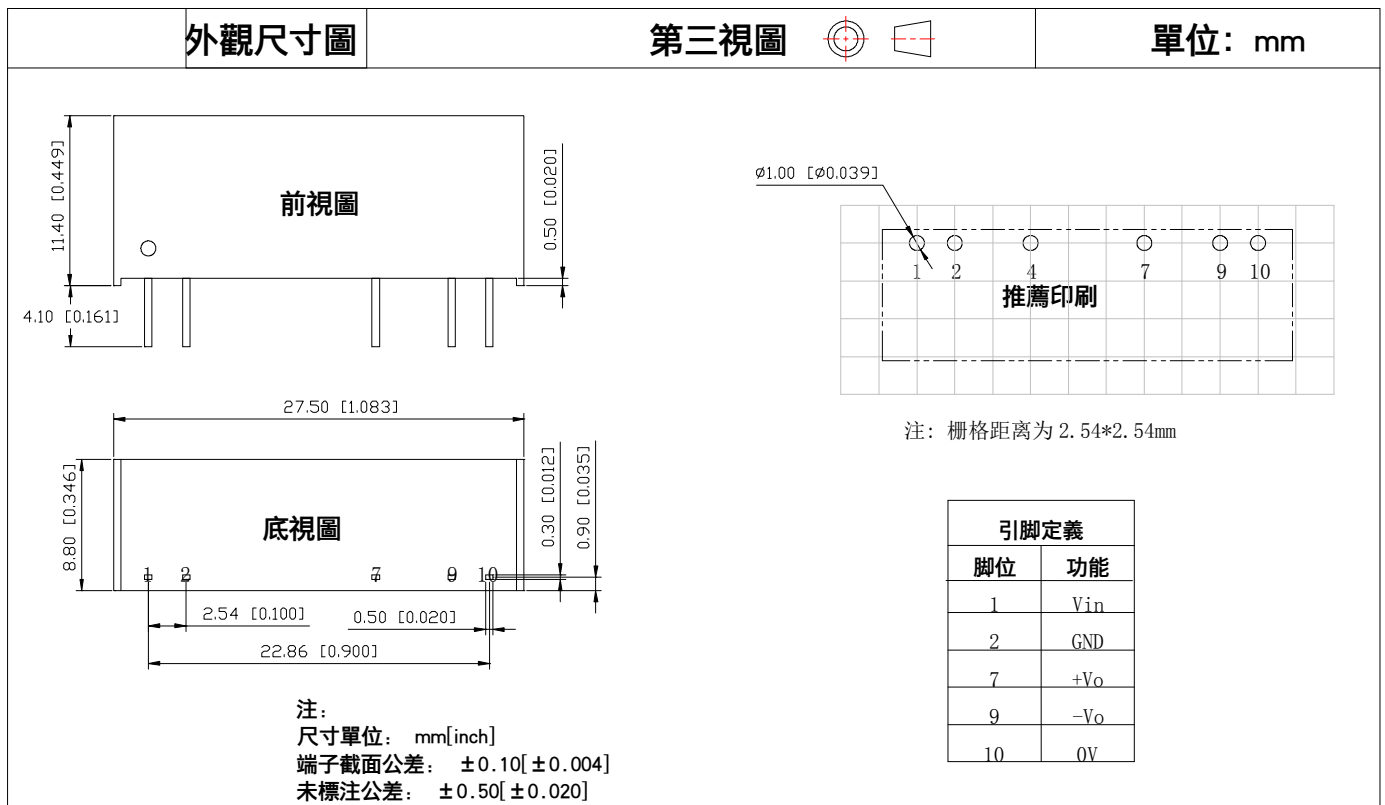 外觀尺寸圖
第三視圖
單位：mm
11.40 [0.449]
前視圖
0.50 [0.020]
4.10 [0.161]
27.50 [1.083]
8.80 [0.346]
底視圖
0.30 [0.012]
0.90 [0.035]
1 2 7 9 10
2.54 [0.100]
0.50 [0.020]
22.86 [0.900]
注：
尺寸單位： mm[inch]
端子截面公差： ±0.10[±0.004]
未標注公差： ±0.50[±0.020]
ø1.00 [ø0.039]
1 2 4 7 9 10
推薦印刷
注: 栅格距离为 2.54*2.54mm
引脚定義
脚位 功能
1 Vin
2 GND
7 +Vo
9 -Vo
10 0V